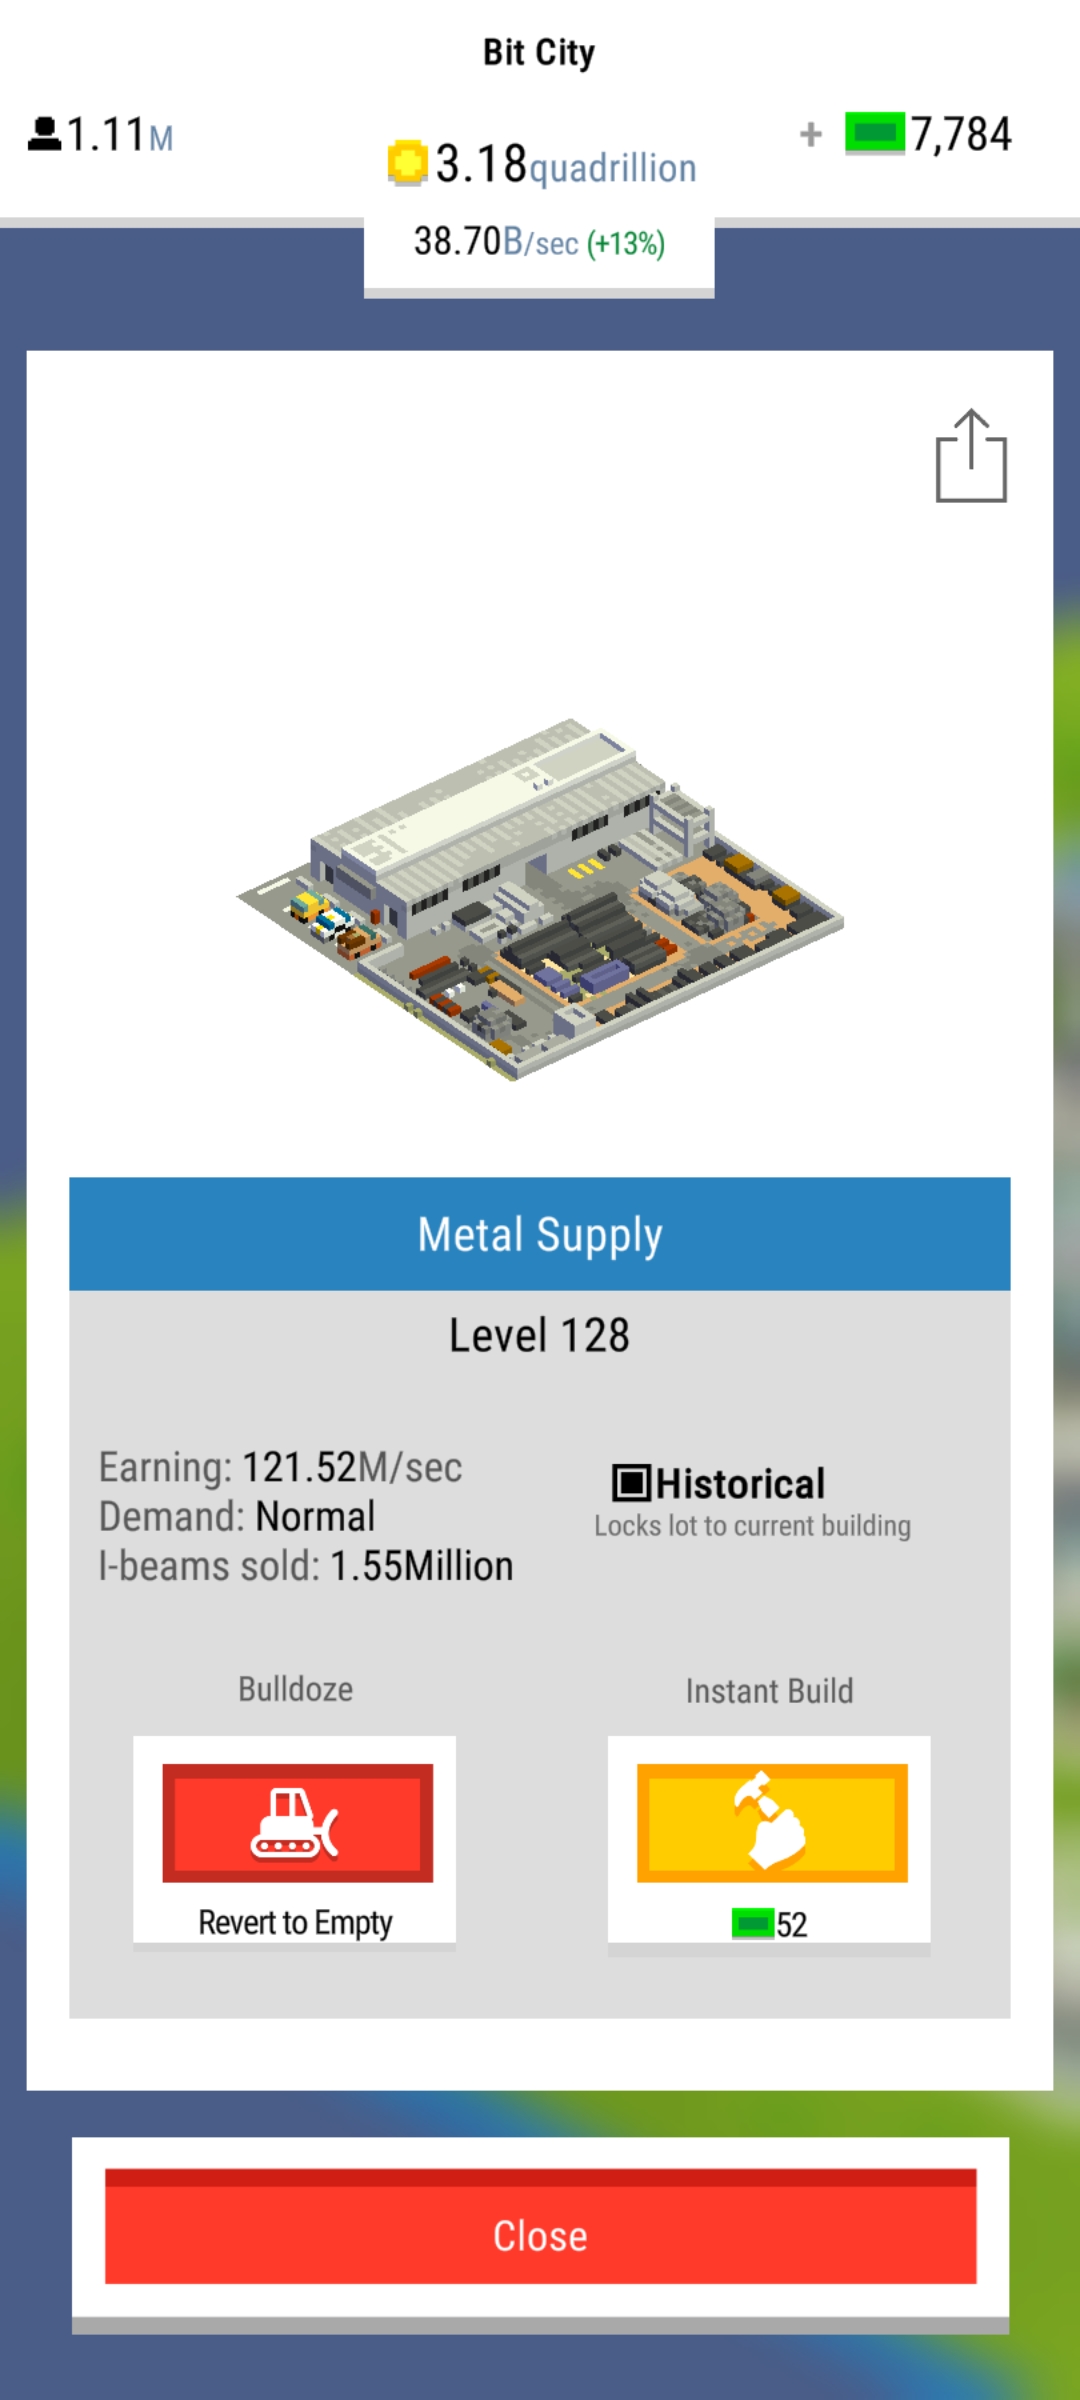 Bit City
1.11M
3.18quadrillion
+ 7,784
38.70B/sec (+13%)
Metal Supply
Level 128
Earning: 121.52M/sec
Demand: Normal
I-beams sold: 1.55Million
Historical
Locks lot to current building
Bulldoze
Instant Build
Revert to Empty
52
Close